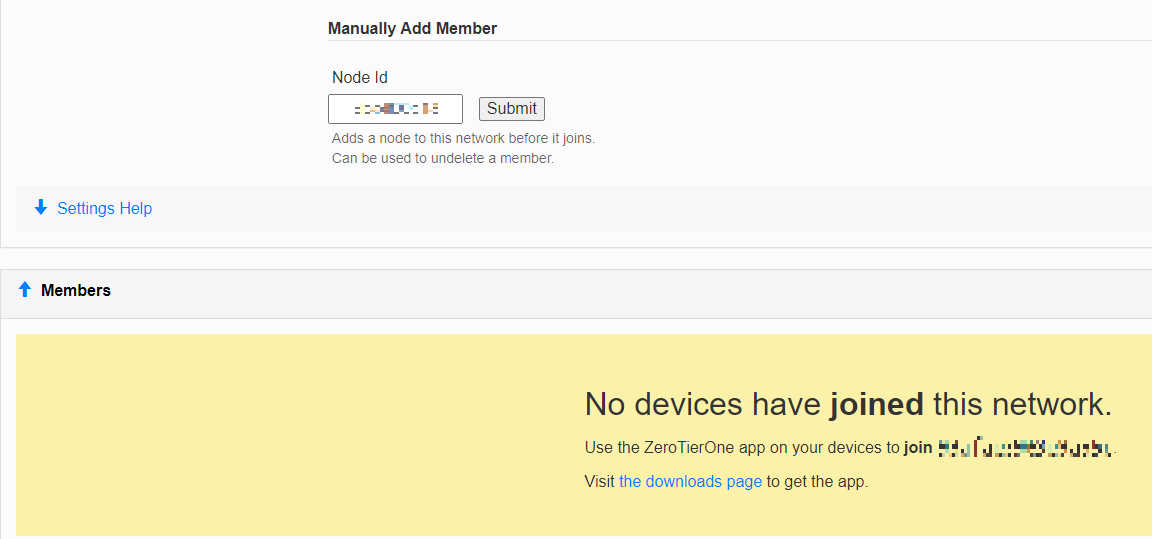 Manually Add Member
Node Id
Submit
Adds a node to this network before it joins.
Can be used to undelete a member.
Settings Help
Members
No devices have joined this network.
Use the ZeroTierOne app on your devices to join
Visit the downloads page to get the app.